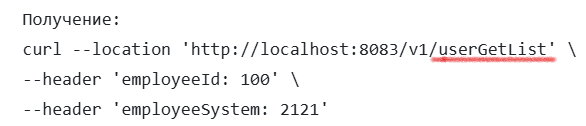 Получение:
curl --location 'http://localhost:8083/v1/userGetList' \
--header 'employeeId: 100' \
--header 'employeeSystem: 2121'